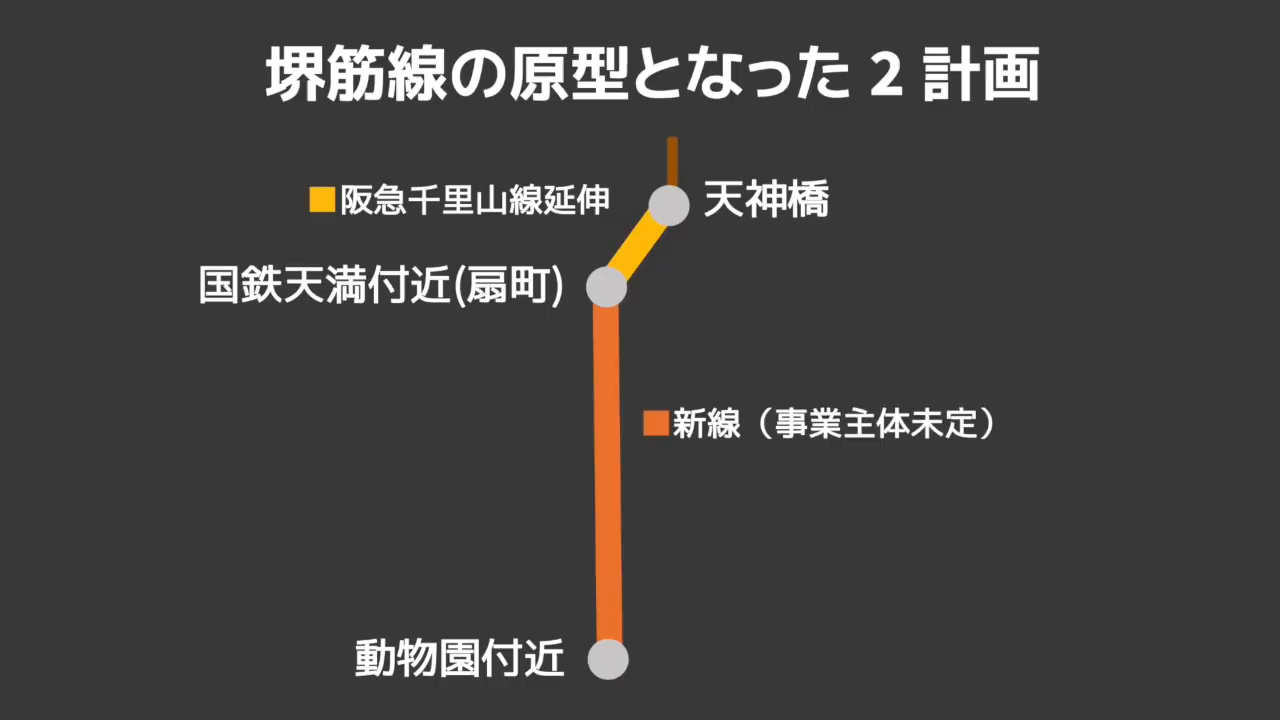 堺筋線の原型となった2計画
■阪急千里山線延伸
天神橋
国鉄天満付近(扇町)
■新線（事業主体未定）
動物園付近